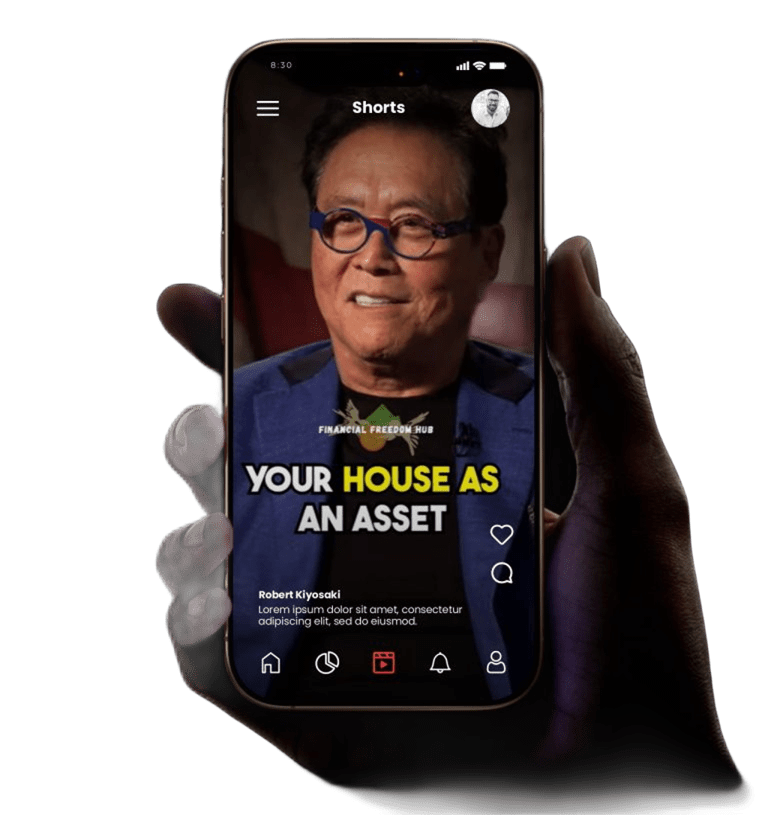 8:30
Shorts
FINANCIAL FREEDOM HUB
YOUR HOUSE AS
AN ASSET
Robert Kiyosaki
Lorem ipsum dolor sit amet, consectetur
adipiscing elit, sed do eiusmod.